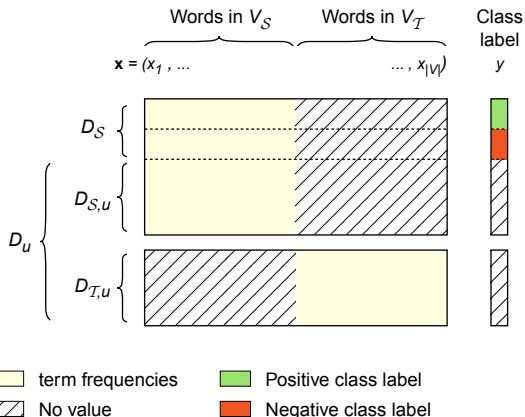 Words in V_S Words in V_T Class
label
x = (x_1 , ... ... , x_|V|) y
D_S
D_S,u
D_u
D_T,u
term frequencies Positive class label
No value Negative class label